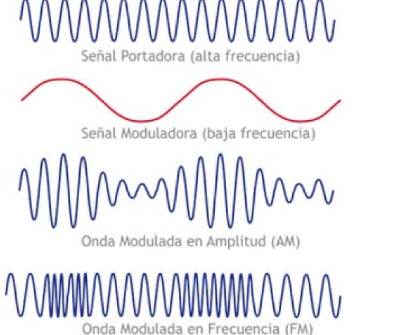 Señal Portadora (alta frecuencia)
Señal Moduladora (baja frecuencia)
Onda Modulada en Amplitud (AM)
Onda Modulada en Frecuencia (FM)